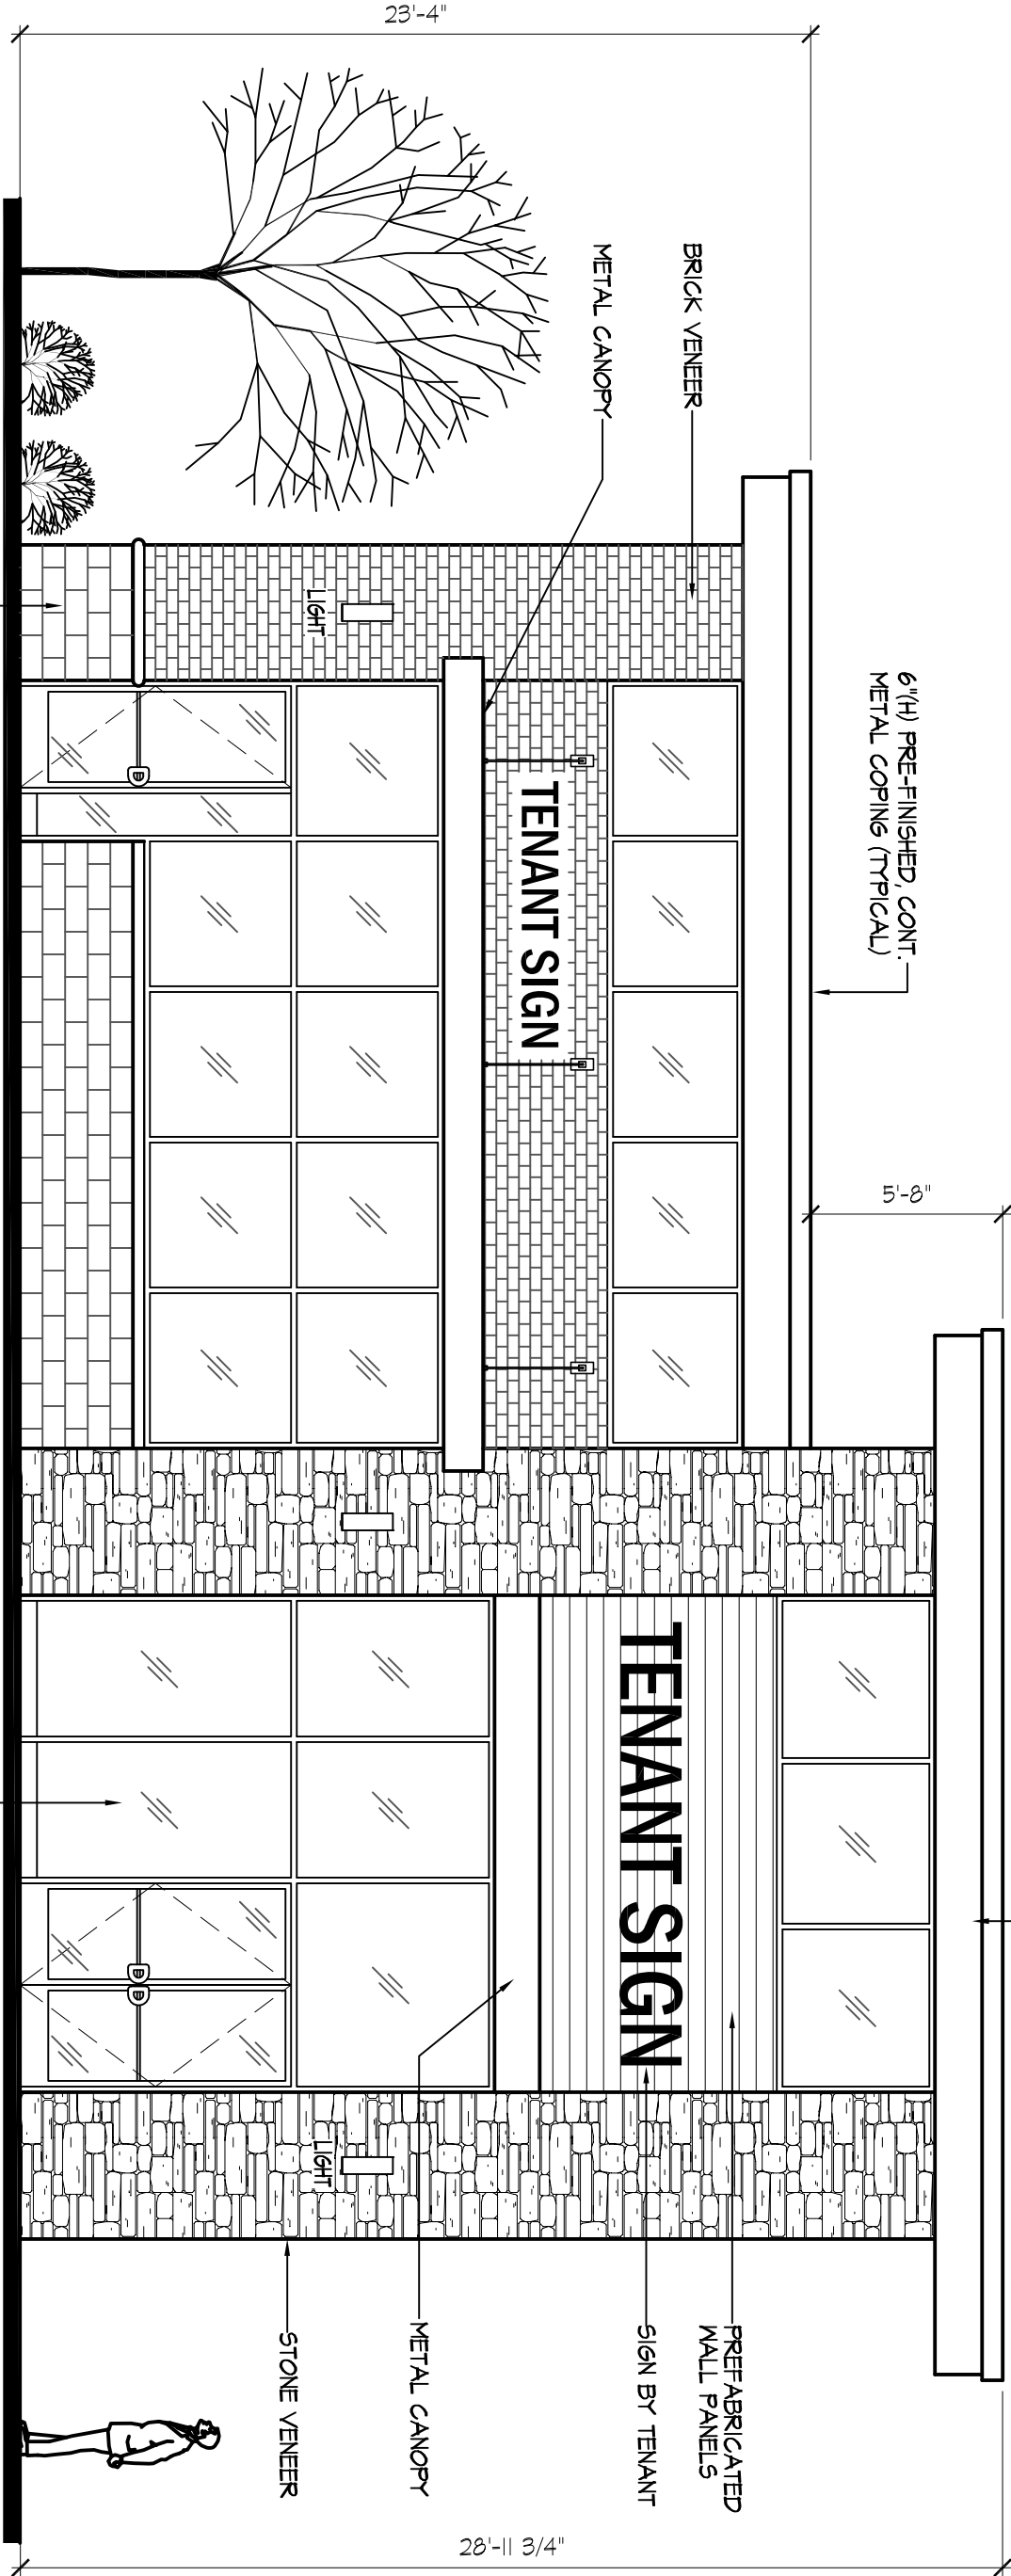 23'-4"
BRICK VENEER
METAL CANOPY
6"(H) PRE-FINISHED, CONT.
METAL COPING (TYPICAL)
5'-8"
LIGHT
TENANT SIGN
TENANT SIGN
LIGHT
PREFABRICATED
WALL PANELS
SIGN BY TENANT
METAL CANOPY
STONE VENEER
28'-11 3/4"